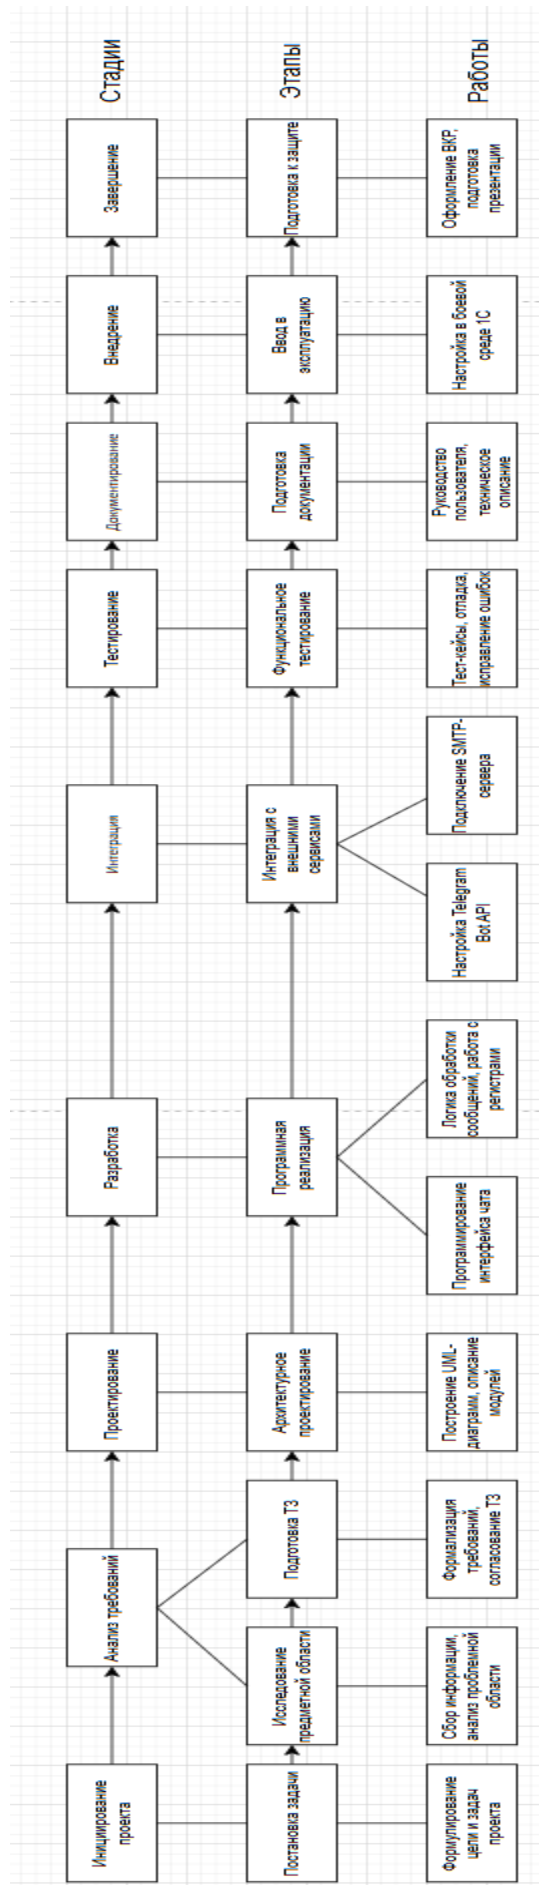 Инициирование
проекта
Анализ требований
Проектирование
Разработка
Интеграция
Тестирование
Документирование
Внедрение
Завершение
Стадии
Постановка задачи
Исследование
предметной области
Подготовка ТЗ
Архитектурное
проектирование
Программная
реализация
Интеграция с
внешними
сервисами
Функциональное
тестирование
Подготовка
документации
Ввод в
эксплуатацию
Подготовка к защите
Этапы
Формулирование
цели и задач
проекта
Сбор информации,
анализ проблемной
области
Формализация
требований,
согласование ТЗ
Построение UML-
диаграмм, описание
модулей
Программирование
интерфейса чата
Логика обработки
сообщений, работа с
регистрами
Настройка Telegram
Bot API
Подключение SMTP-
сервера
Тест-кейсы, отладка,
исправление ошибок
Руководство
пользователя,
техническое
описание
Настройка в боевой
среде 1С
Оформление ВКР,
подготовка
презентации
Работы